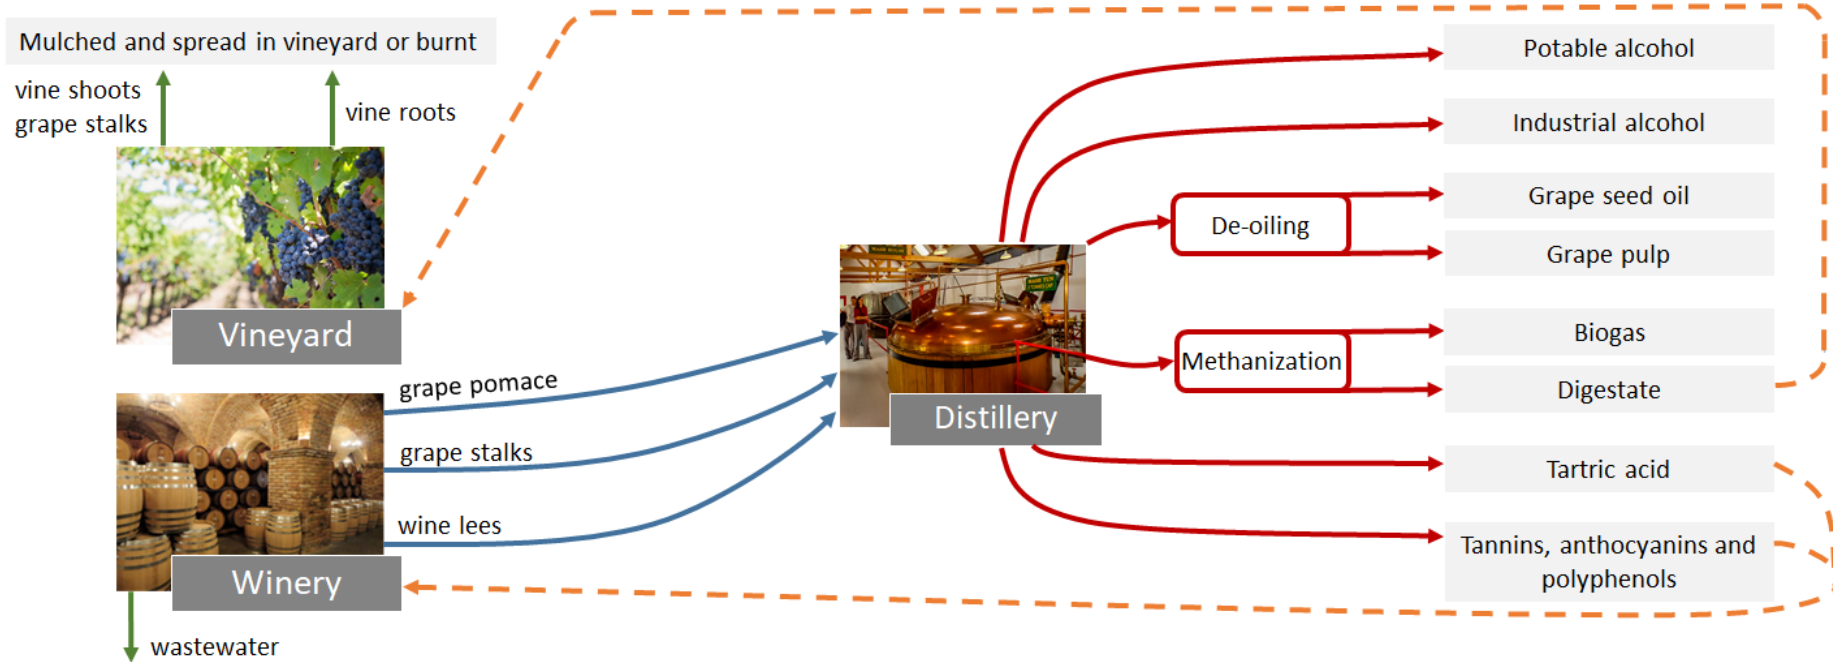 Mulched and spread in vineyard or burnt
vine shoots
grape stalks
vine roots
Vineyard
grape pomace
grape stalks
wine lees
Winery
wastewater
Distillery
De-oiling
Methanization
Potable alcohol
Industrial alcohol
Grape seed oil
Grape pulp
Biogas
Digestate
Tartric acid
Tannins, anthocyanins and
polyphenols